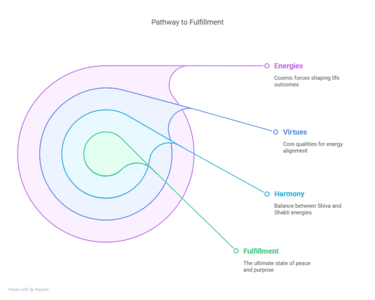 Pathway to Fulfillment
Energies
Cosmic forces shaping life
outcomes
Virtues
Core qualities for energy
alignment
Harmony
Balance between Shiva and
Shakti energies
Fulfillment
The ultimate state of peace
and purpose
Made with Napkin